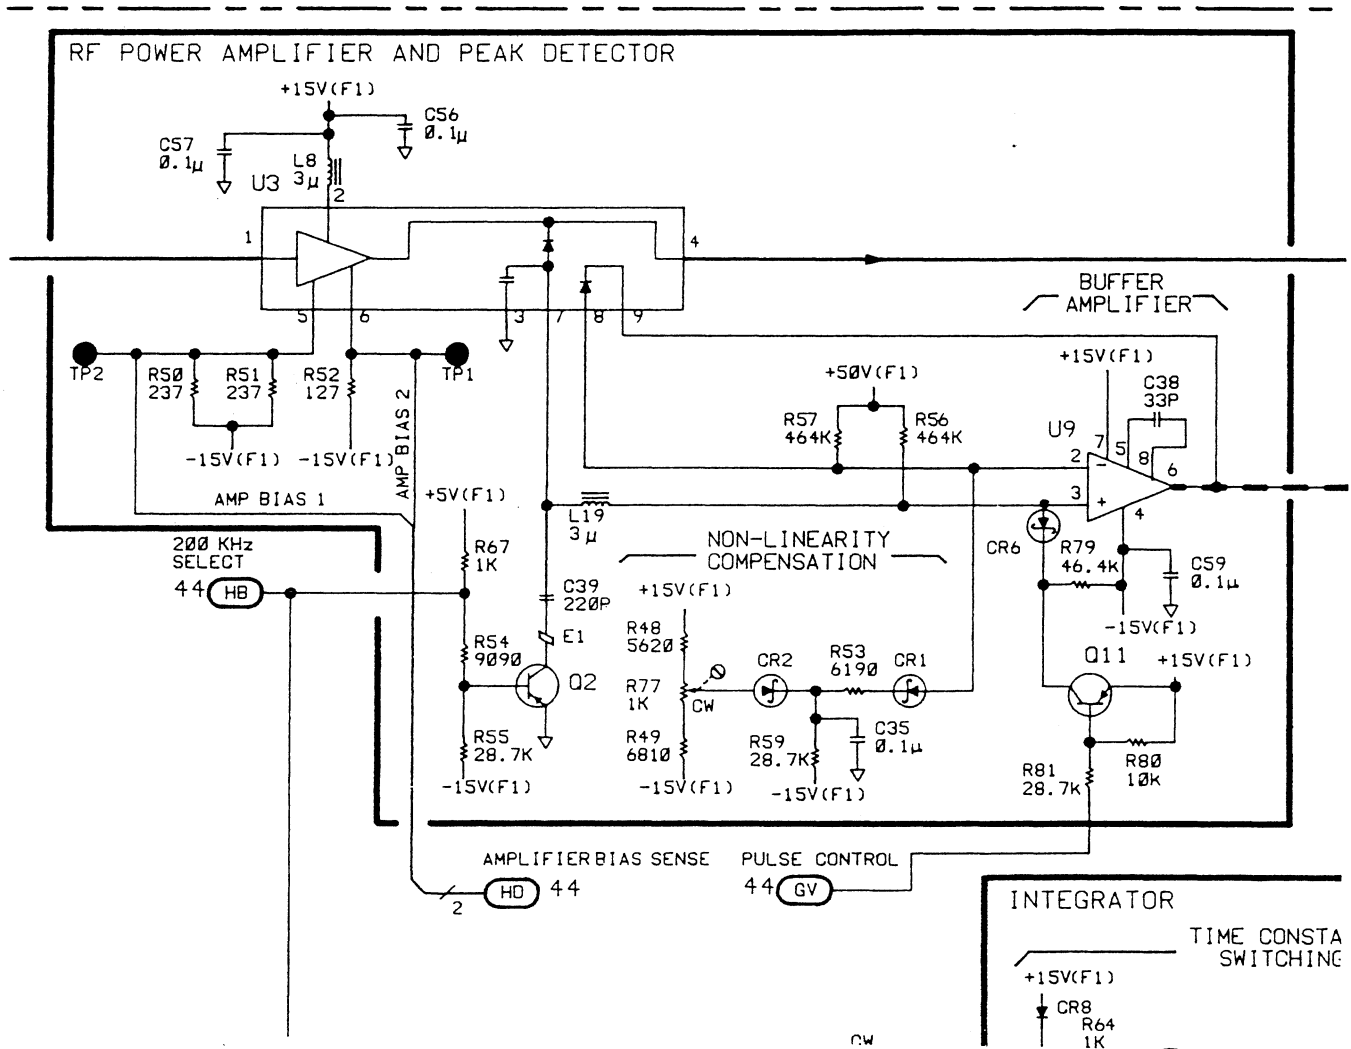 RF POWER AMPLIFIER AND PEAK DETECTOR
+15V(F1)
C56
0.1µ
C57
0.1µ
L8
3µ
U3
2
1
4
5
6
3
7
8
9
TP2
R50
237
R51
237
R52
127
TP1
-15V(F1)
-15V(F1)
AMP BIAS 1
AMP BIAS 2
BUFFER
AMPLIFIER
+15V(F1)
C38
33P
+50V(F1)
R57
464K
R56
464K
U9
7
5
8
2
-
6
3
+
4
+5V(F1)
L19
3µ
200 KHz
SELECT
44 HB
R67
1K
NON-LINEARITY
COMPENSATION
CR6
R79
46.4K
C59
0.1µ
C39
220P
+15V(F1)
-15V(F1)
E1
R54
9090
R48
5620
Q2
CR2
R53
6190
CR1
Q11
+15V(F1)
R77
1K
CW
R55
28.7K
R49
6810
R59
28.7K
C35
0.1µ
R81
28.7K
R80
10K
-15V(F1)
-15V(F1)
-15V(F1)
AMPLIFIER BIAS SENSE
HD 44
2
PULSE CONTROL
44 GV
INTEGRATOR
TIME CONSTA
SWITCHING
+15V(F1)
CR8
R64
1K
CW